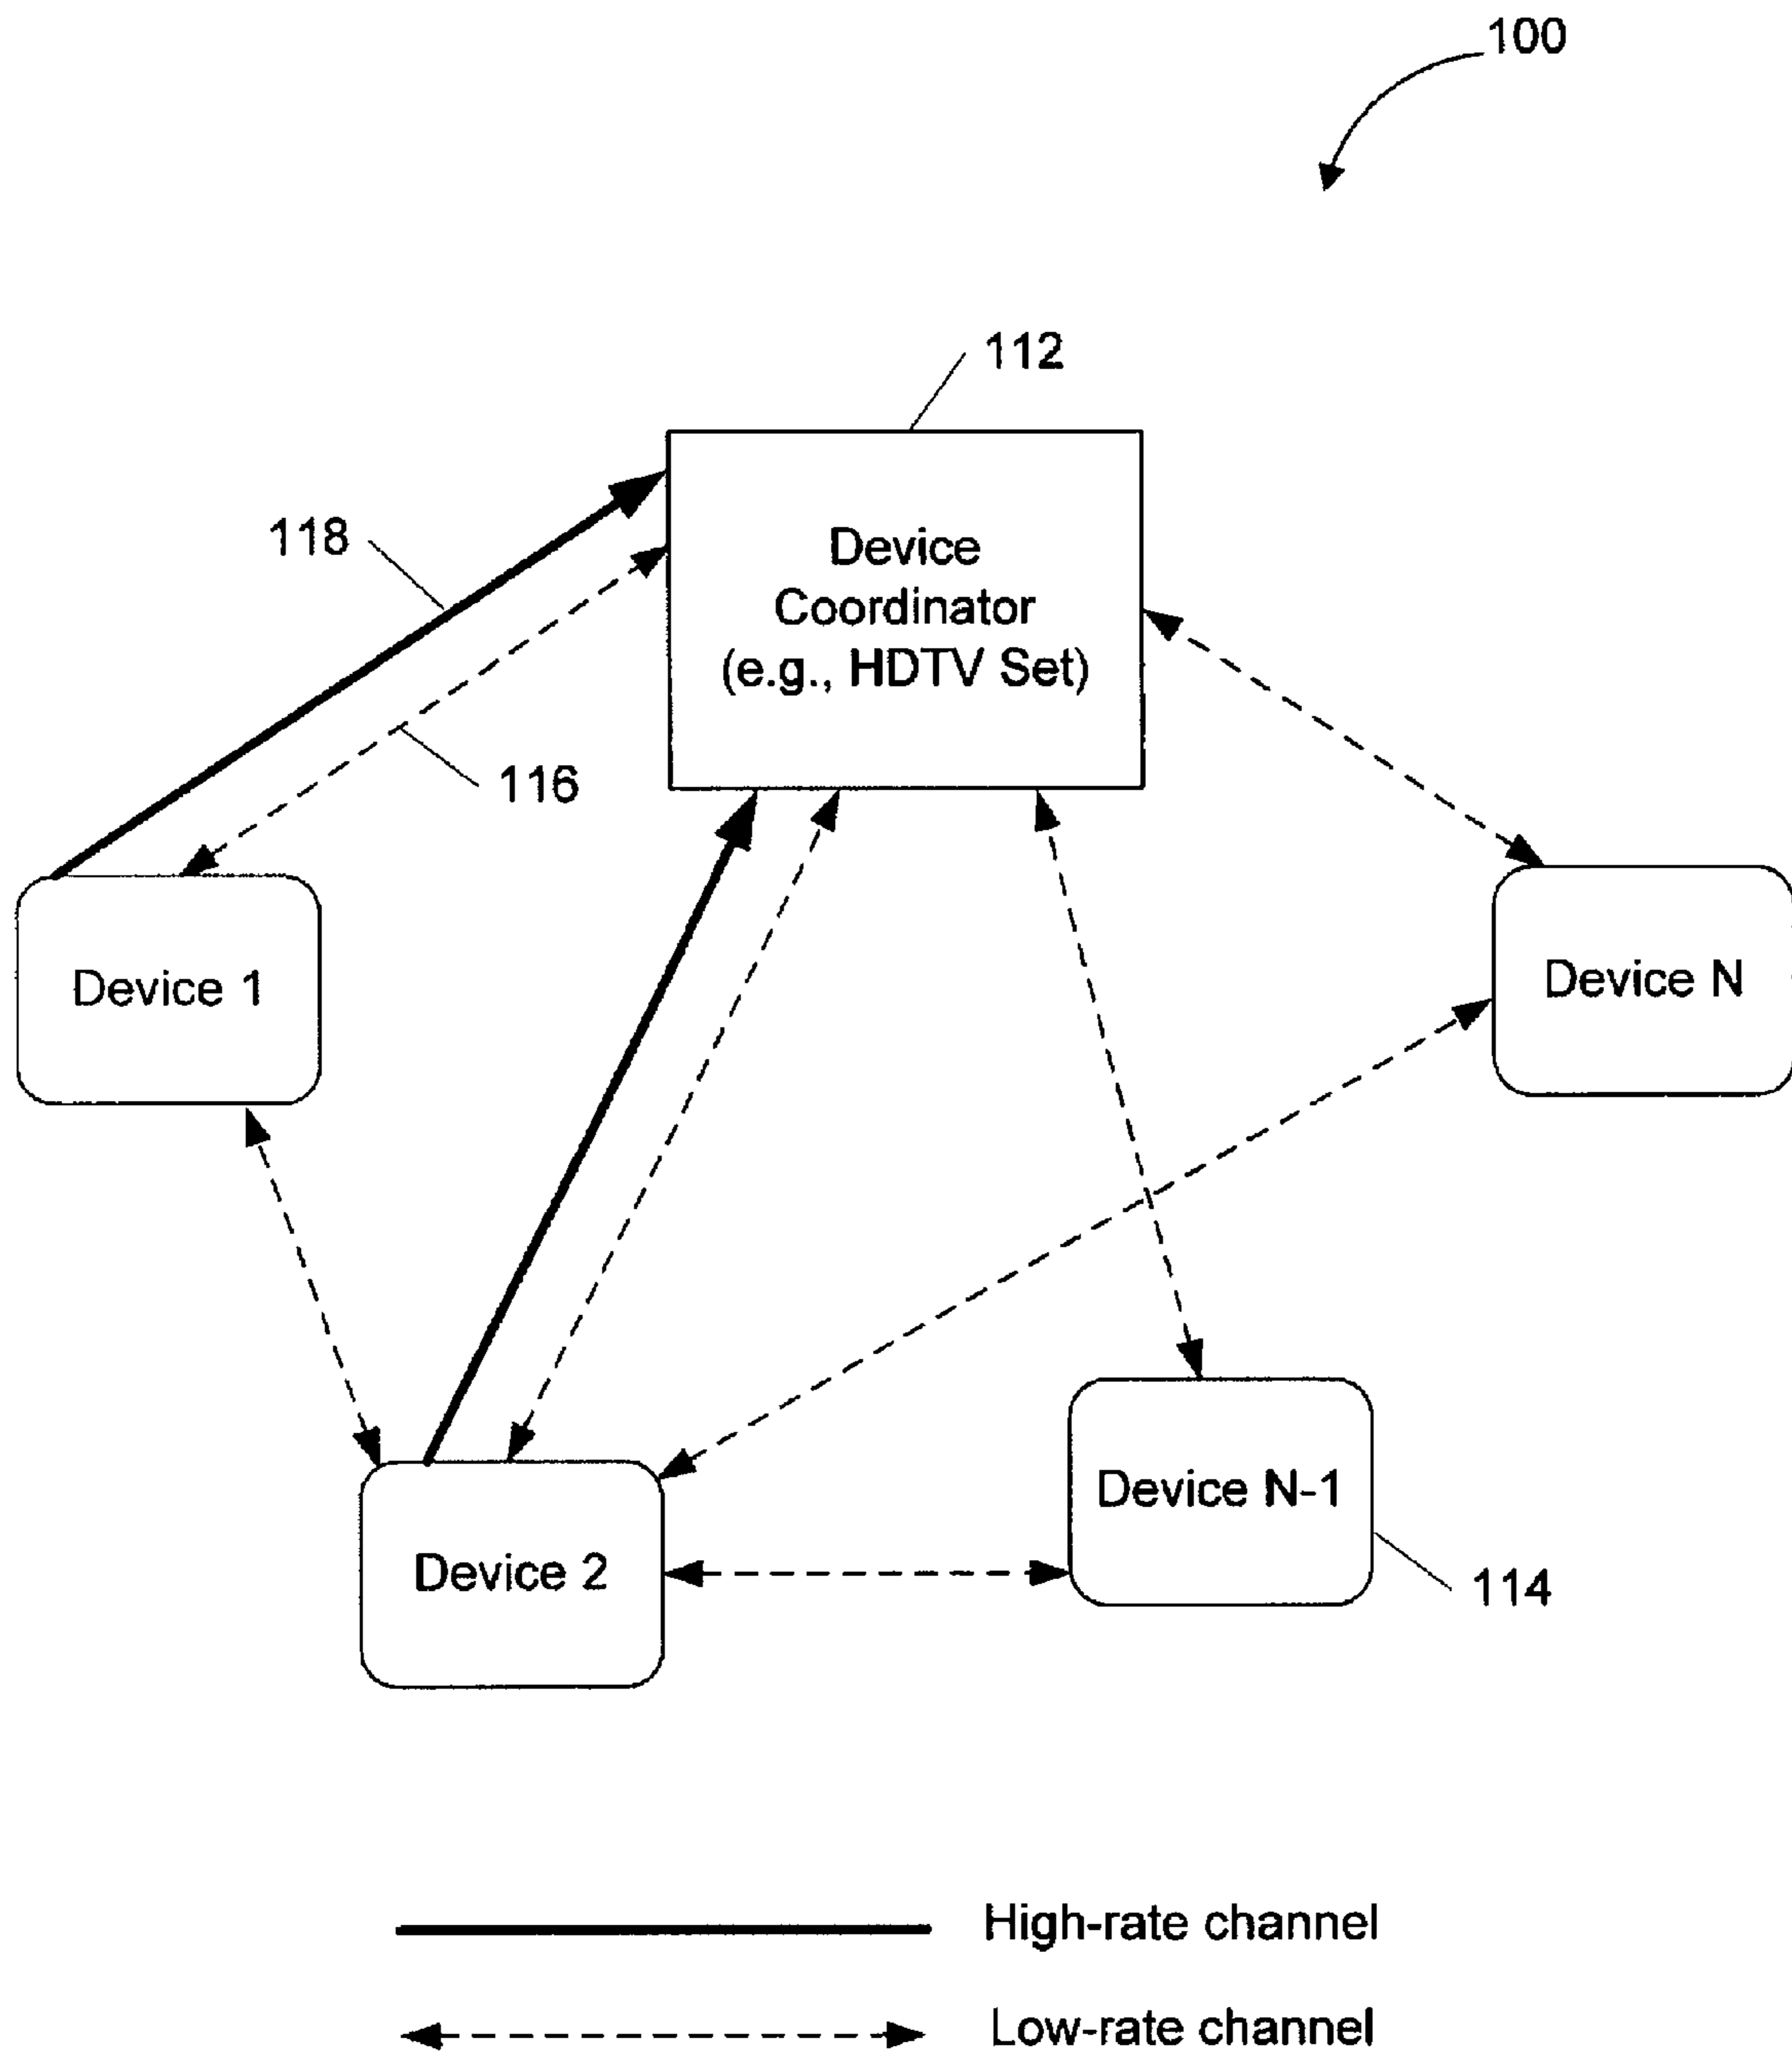 100
112
Device
Coordinator
(e.g., HDTV Set)
118
116
Device 1
Device N
Device N-1
Device 2
114
High-rate channel
Low-rate channel